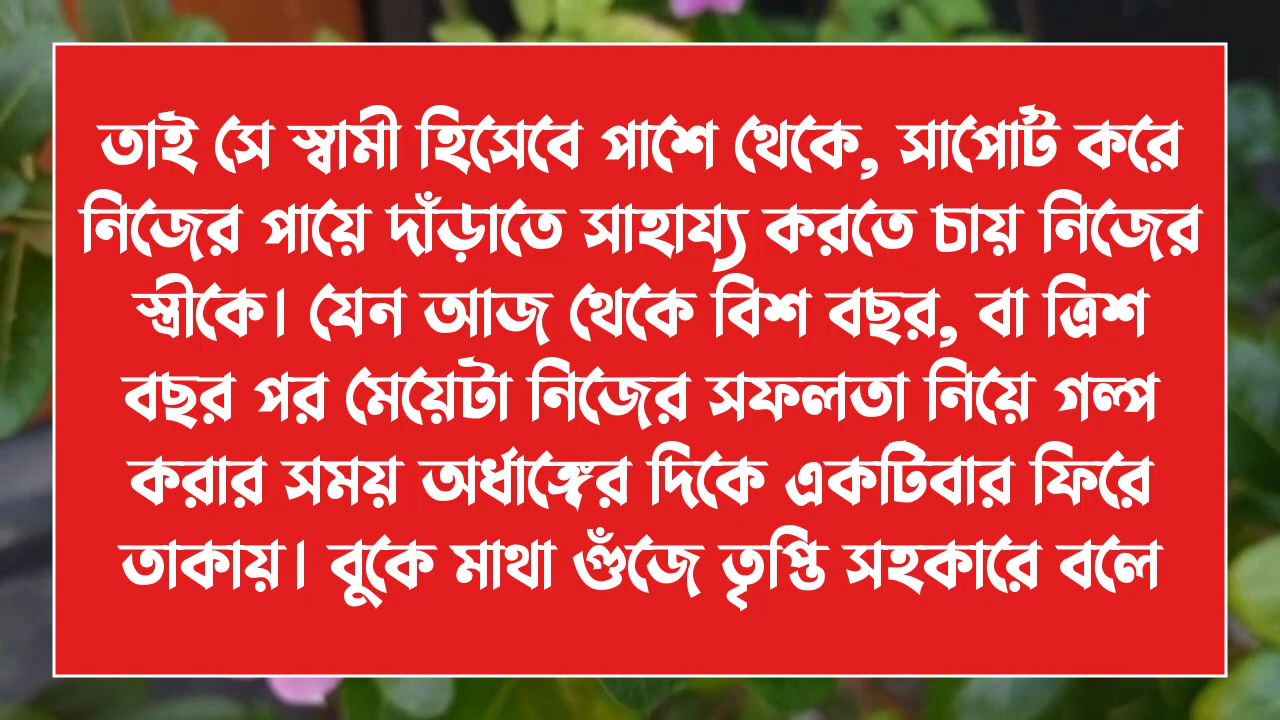 তাই সে স্বামী হিসেবে পাশে থেকে, সাপোর্ট করে
নিজের পায়ে দাঁড়াতে সাহায্য করতে চায় নিজের
স্ত্রীকে। যেন আজ থেকে বিশ বছর, বা ত্রিশ
বছর পর মেয়েটা নিজের সফলতা নিয়ে গল্প
করার সময় অর্ধাঙ্গের দিকে একটিবার ফিরে
তাকায়। বুকে মাথা গুঁজে তৃপ্তি সহকারে বলে